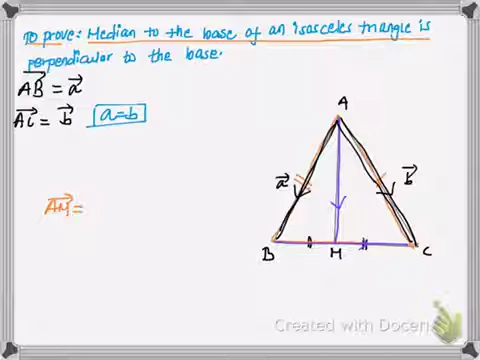 To prove: Median to the base of an isosceles triangle is
perpendicular to the base.
AB→ = a→
AC→ = b→ a=b
A
a→ b→
AM→ =
B M C
Created with Doceri